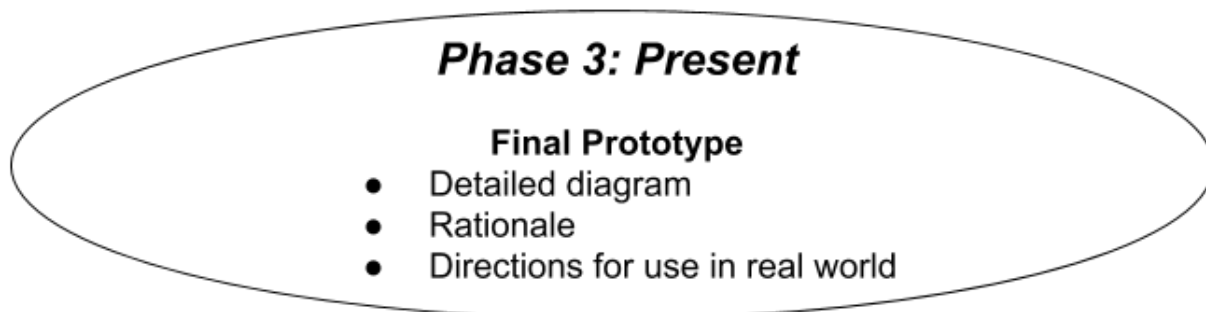 Phase 3: Present
Final Prototype
● Detailed diagram
● Rationale
● Directions for use in real world